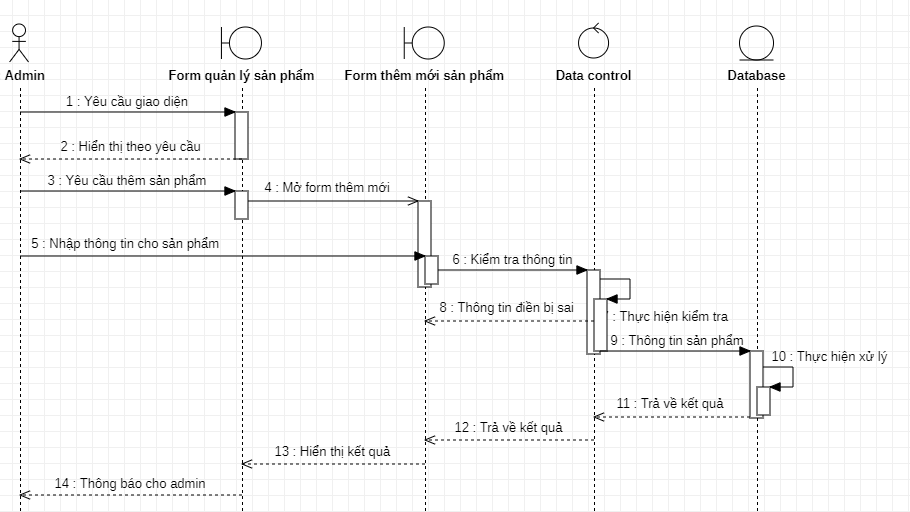 Admin
Form quản lý sản phẩm
Form thêm mới sản phẩm
Data control
Database
1 : Yêu cầu giao diện
2 : Hiển thị theo yêu cầu
3 : Yêu cầu thêm sản phẩm
4 : Mở form thêm mới
5 : Nhập thông tin cho sản phẩm
6 : Kiểm tra thông tin
8 : Thông tin điền bị sai
: Thực hiện kiểm tra
9 : Thông tin sản phẩm
10 : Thực hiện xử lý
11 : Trả về kết quả
12 : Trả về kết quả
13 : Hiển thị kết quả
14 : Thông báo cho admin